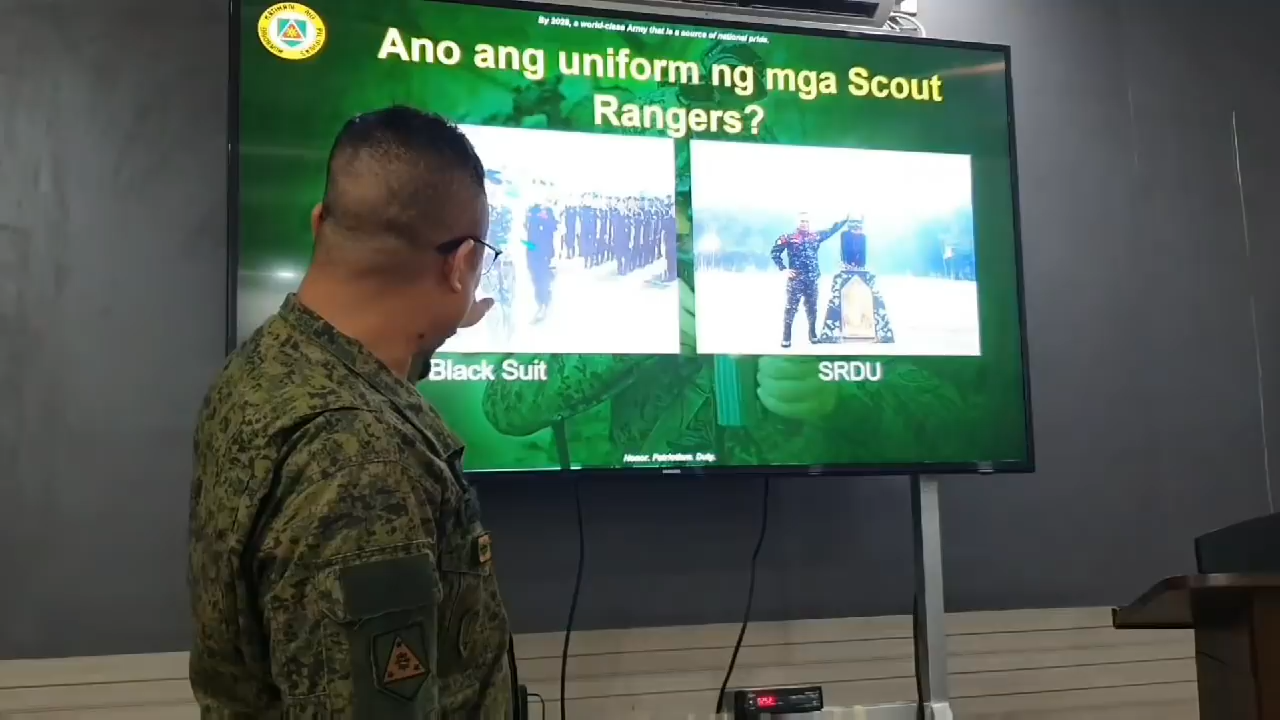 By 2028, a world-class Army that is a source of national pride.
Ano ang uniform ng mga Scout
Rangers?
Black Suit
SRDU
Honor. Patriotism. Duty.